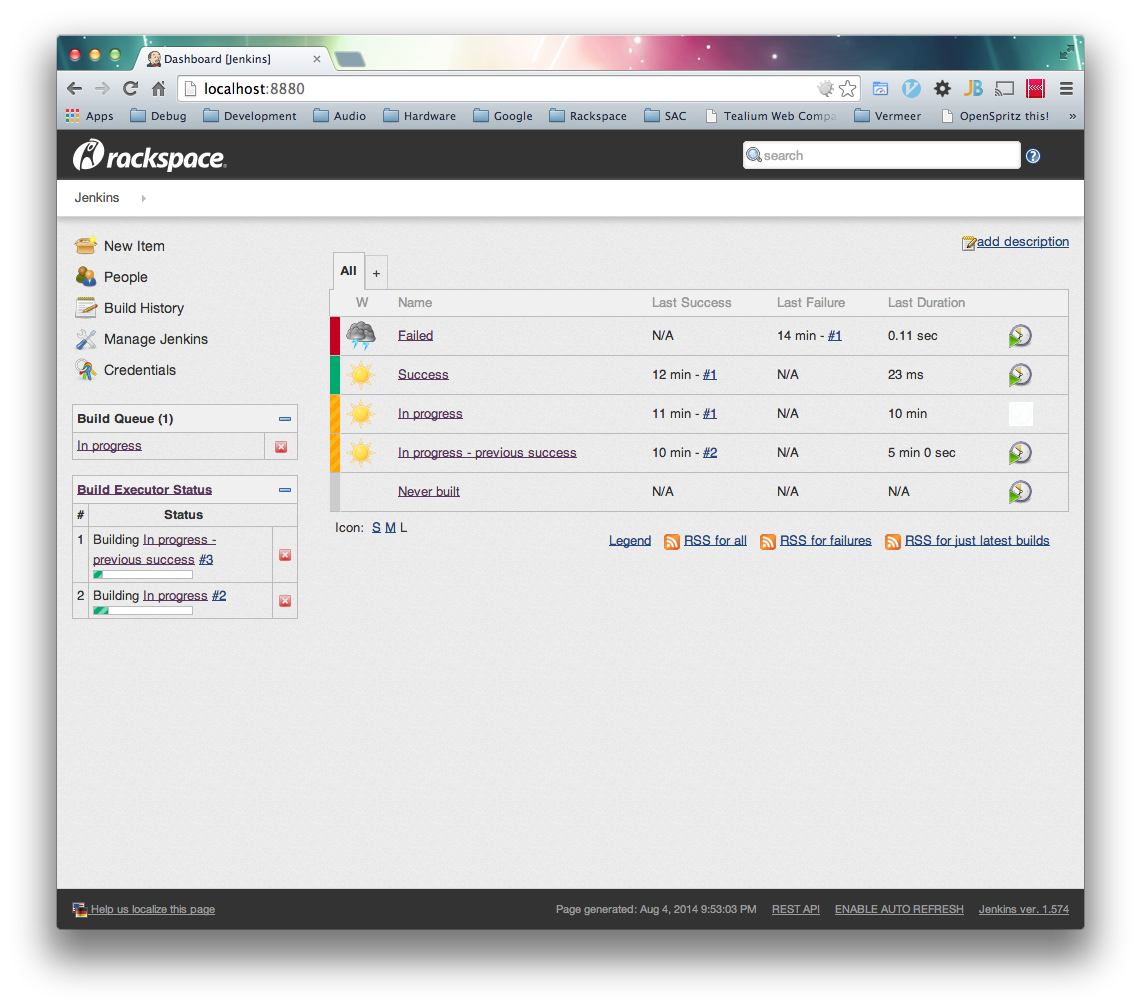 Dashboard [Jenkins]
localhost:8880
Apps Debug Development Audio Hardware Google Rackspace SAC Tealium Web Compa Vermeer OpenSpritz this! »
rackspace
search
Jenkins
New Item
People
Build History
Manage Jenkins
Credentials
Build Queue (1)
In progress
Build Executor Status
# Status
1 Building In progress -
previous success #3
2 Building In progress #2
add description
All +
W Name Last Success Last Failure Last Duration
Failed N/A 14 min - #1 0.11 sec
Success 12 min - #1 N/A 23 ms
In progress 11 min - #1 N/A 10 min
In progress - previous success 10 min - #2 N/A 5 min 0 sec
Never built N/A N/A N/A
Icon: S M L
Legend RSS for all RSS for failures RSS for just latest builds
Help us localize this page
Page generated: Aug 4, 2014 9:53:03 PM REST API ENABLE AUTO REFRESH Jenkins ver. 1.574